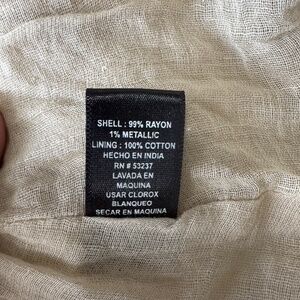 SHELL : 99% RAYON
1% METALLIC
LINING : 100% COTTON
HECHO EN INDIA
RN # 53237
LAVADA EN
MAQUINA
USAR CLOROX
BLANQUEO
SECAR EN MAQUINA